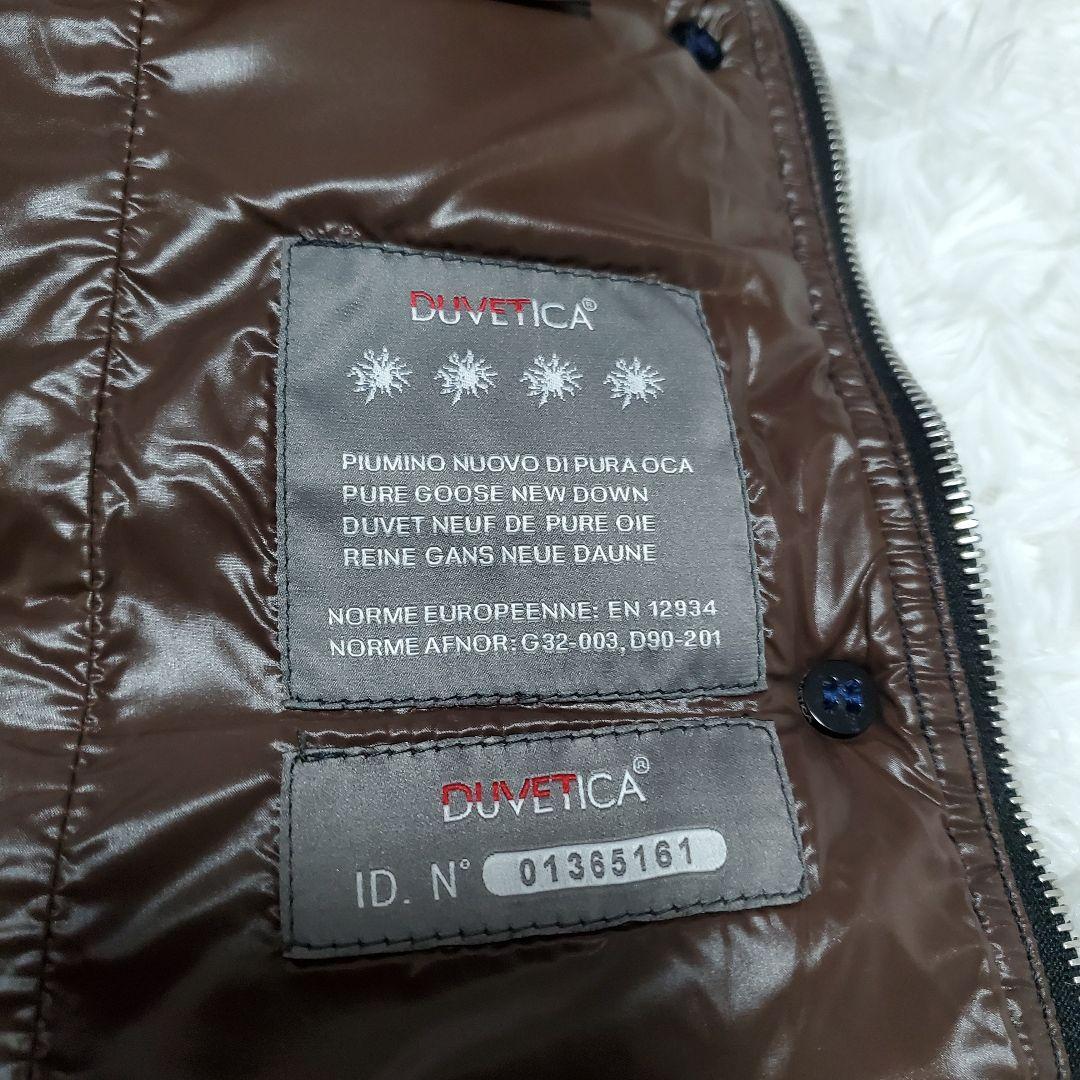 DUVETICA®
PIUMINO NUOVO DI PURA OCA
PURE GOOSE NEW DOWN
DUVET NEUF DE PURE OIE
REINE GANS NEUE DAUNE
NORME EUROPEENNE: EN 12934
NORME AFNOR: G32-003, D90-201
DUVETICA®
ID. N° 01365161